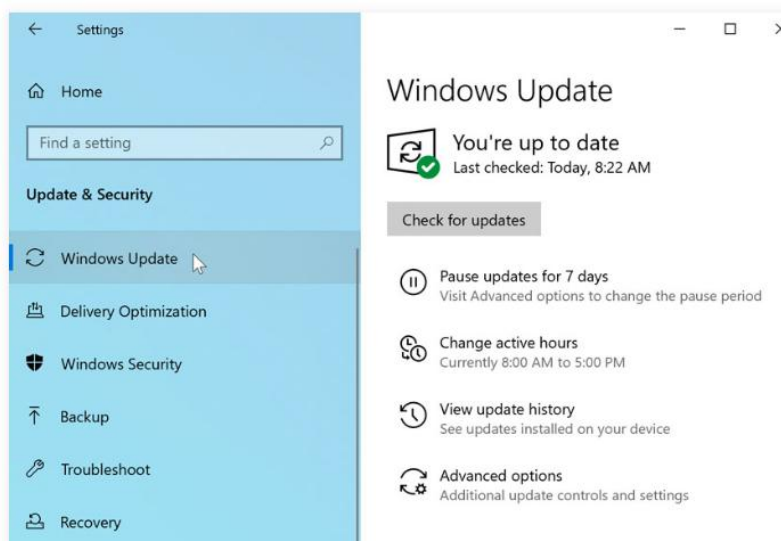 Settings
Home
Find a setting
Update & Security
Windows Update
Delivery Optimization
Windows Security
Backup
Troubleshoot
Recovery
Windows Update
You're up to date
Last checked: Today, 8:22 AM
Check for updates
Pause updates for 7 days
Visit Advanced options to change the pause period
Change active hours
Currently 8:00 AM to 5:00 PM
View update history
See updates installed on your device
Advanced options
Additional update controls and settings